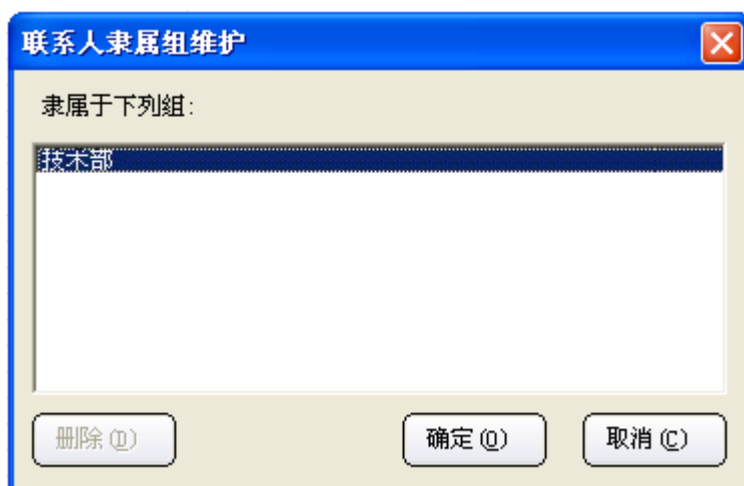 联系人隶属组维护
隶属于下列组:
技术部
删除(D)
确定(O)
取消(C)